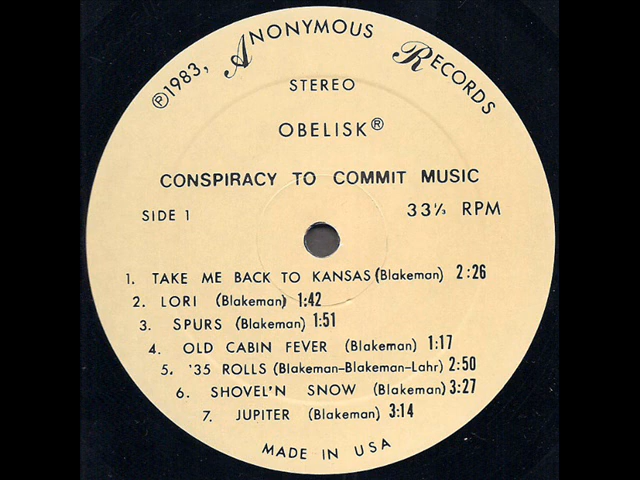 ℗1983, Anonymous Records
STEREO
OBELISK®
CONSPIRACY TO COMMIT MUSIC
SIDE 1 33⅓ RPM
1. TAKE ME BACK TO KANSAS (Blakeman) 2:26
2. LORI (Blakeman) 1:42
3. SPURS (Blakeman) 1:51
4. OLD CABIN FEVER (Blakeman) 1:17
5. '35 ROLLS (Blakeman–Blakeman–Lahr) 2:50
6. SHOVEL'N SNOW (Blakeman) 3:27
7. JUPITER (Blakeman) 3:14
MADE IN USA